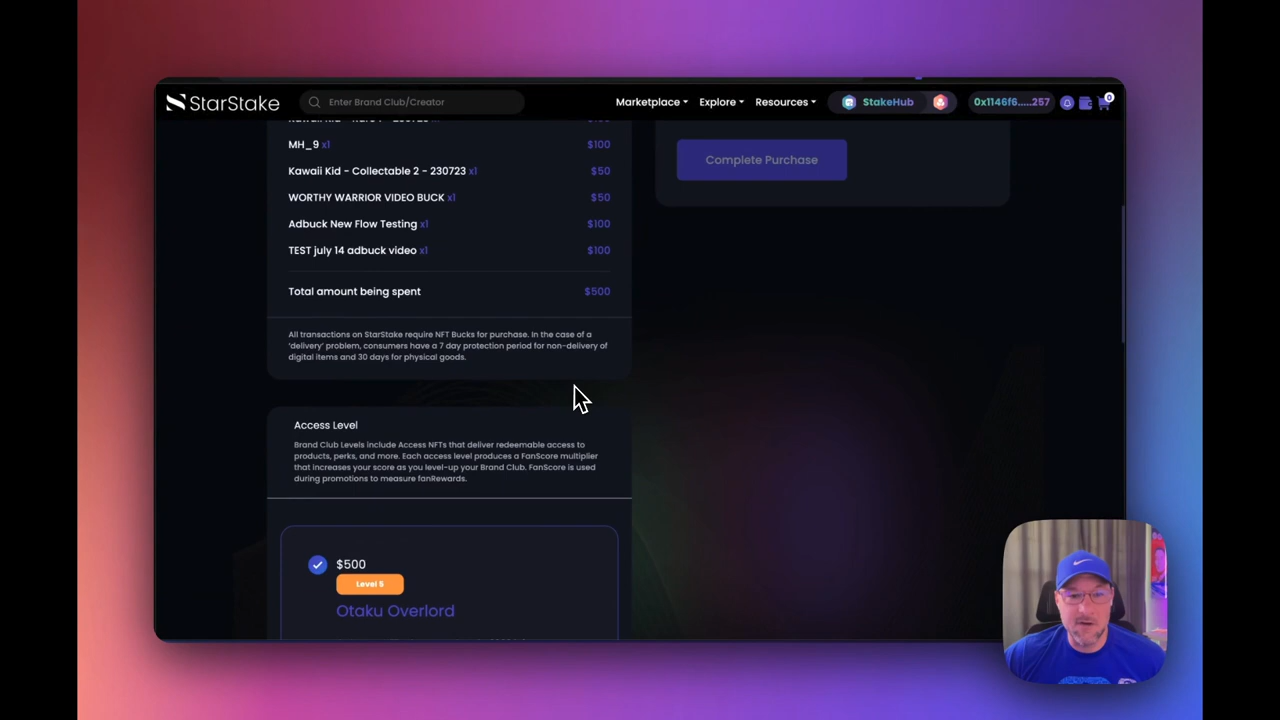 StarStake
Enter Brand Club/Creator
Marketplace
Explore
Resources
StakeHub
0x1146f6.....257
0
MH_9 x1 $100
Kawaii Kid - Collectable 2 - 230723 x1 $50
WORTHY WARRIOR VIDEO BUCK x1 $50
Adbuck New Flow Testing x1 $100
TEST july 14 adbuck video x1 $100
Total amount being spent $500
All transactions on StarStake require NFT Bucks for purchase. In the case of a
'delivery' problem, consumers have a 7 day protection period for non-delivery of
digital items and 30 days for physical goods.
Complete Purchase
Access Level
Brand Club Levels include Access NFTs that deliver redeemable access to
products, perks, and more. Each access level produces a FanScore multiplier
that increases your score as you level-up your Brand Club. FanScore is used
during promotions to measure fanRewards.
$500
Level 5
Otaku Overlord